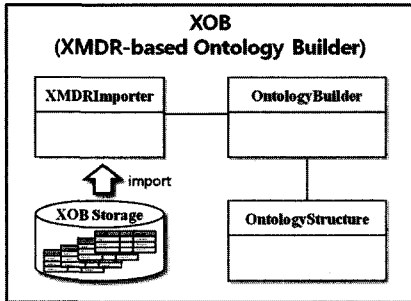 XOB
(XMDR-based Ontology Builder)
XMDRImporter
OntologyBuilder
import
XOB Storage
OntologyStructure